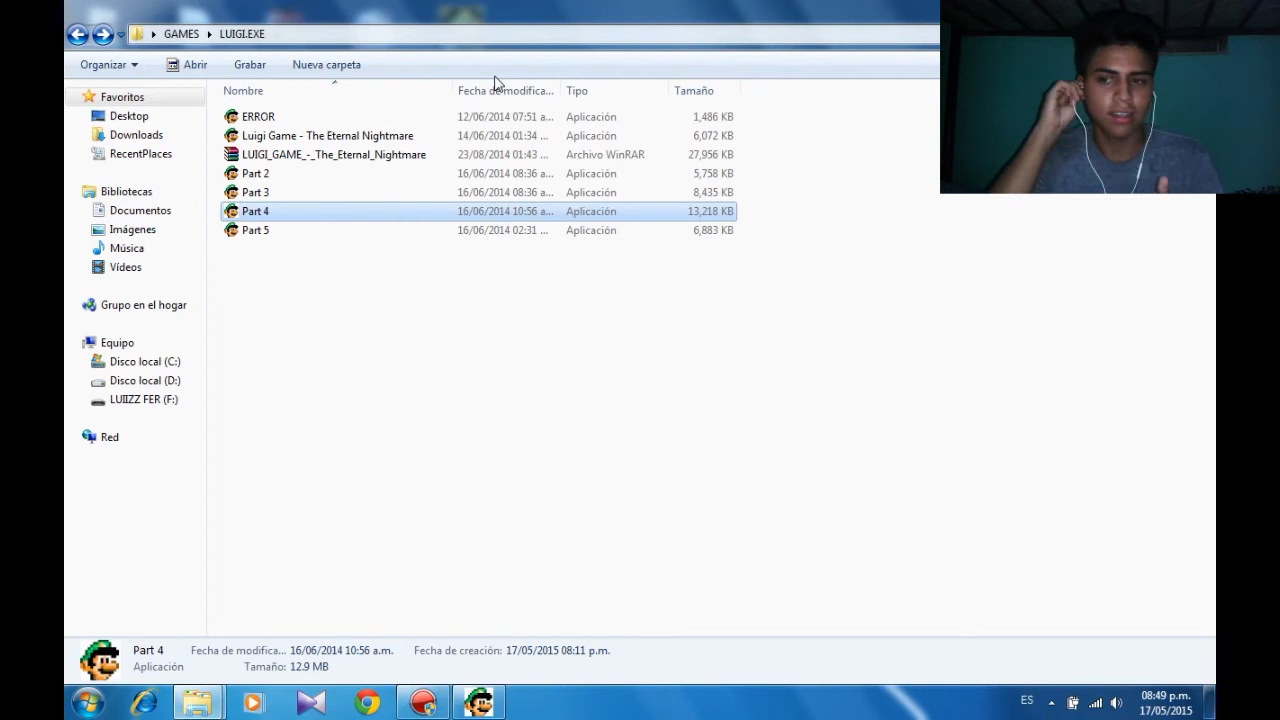 GAMES LUIGI.EXE
Organizar Abrir Grabar Nueva carpeta
Nombre Fecha de modifica... Tipo Tamaño
ERROR 12/06/2014 07:51 a... Aplicación 1,486 KB
Luigi Game - The Eternal Nightmare 14/06/2014 01:34 ... Aplicación 6,072 KB
LUIGI_GAME_-_The_Eternal_Nightmare 23/08/2014 01:43 ... Archivo WinRAR 27,956 KB
Part 2 16/06/2014 08:36 a... Aplicación 5,758 KB
Part 3 16/06/2014 08:36 a... Aplicación 8,435 KB
Part 4 16/06/2014 10:56 a... Aplicación 13,218 KB
Part 5 16/06/2014 02:31 ... Aplicación 6,883 KB
Favoritos
Desktop
Downloads
RecentPlaces
Bibliotecas
Documentos
Imágenes
Música
Vídeos
Grupo en el hogar
Equipo
Disco local (C:)
Disco local (D:)
LUIIZZ FER (F:)
Red
Part 4 Fecha de modifica... 16/06/2014 10:56 a.m. Fecha de creación: 17/05/2015 08:11 p.m.
Aplicación Tamaño: 12.9 MB
ES 08:49 p.m.
17/05/2015